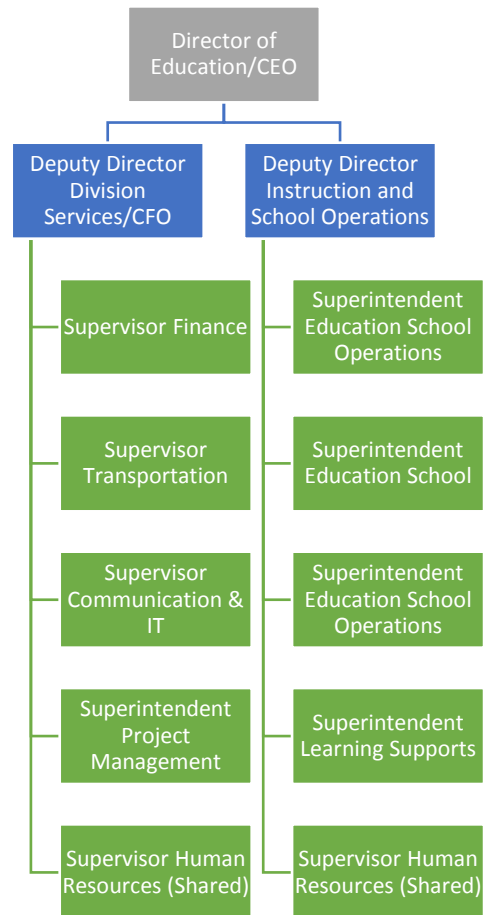 Director of
Education/CEO
Deputy Director
Division
Services/CFO
Deputy Director
Instruction and
School Operations
Supervisor Finance
Superintendent
Education School
Operations
Supervisor
Transportation
Superintendent
Education School
Supervisor
Communication &
IT
Superintendent
Education School
Operations
Superintendent
Project
Management
Superintendent
Learning Supports
Supervisor Human
Resources (Shared)
Supervisor Human
Resources (Shared)